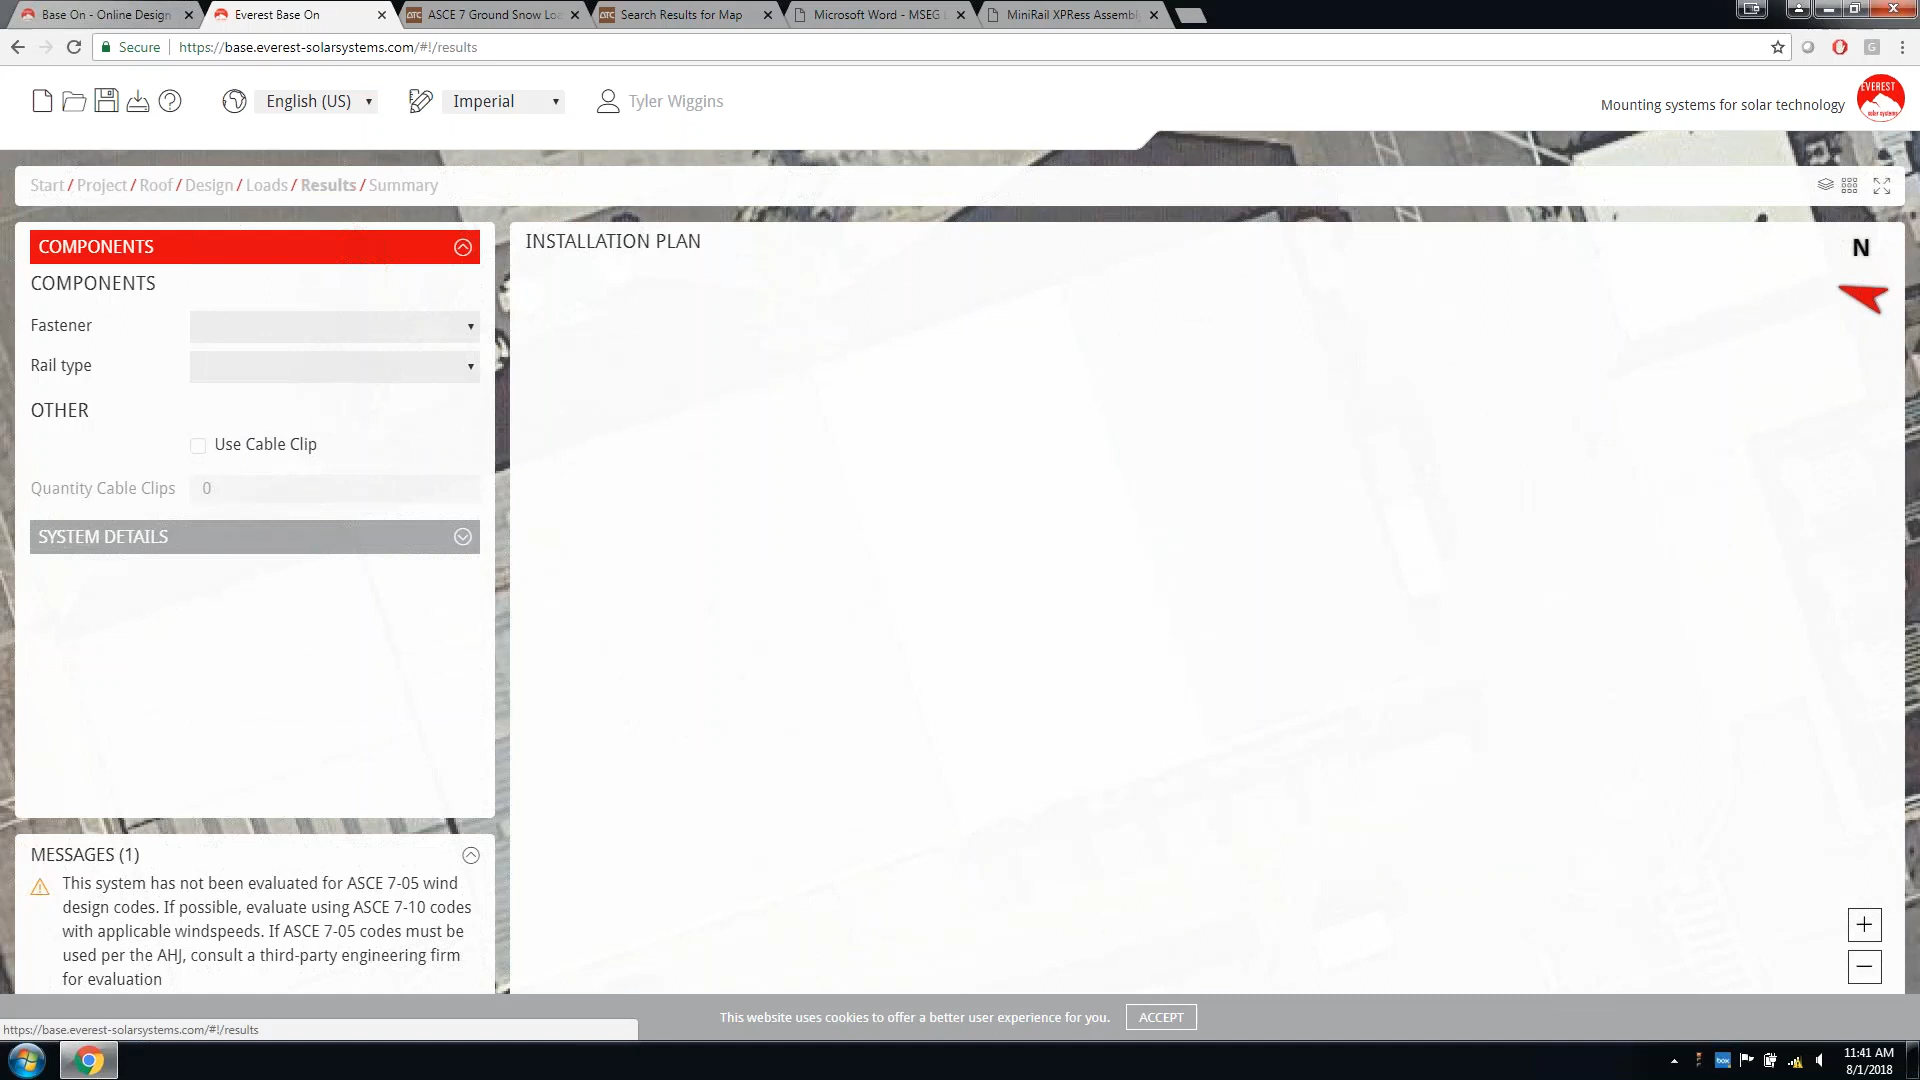 Base On - Online Design
Everest Base On
ASCE 7 Ground Snow Loa
Search Results for Map
Microsoft Word - MSEG L
MiniRail XPRess Assembl
Secure
https://base.everest-solarsystems.com/#!/results
English (US)
Imperial
Tyler Wiggins
Mounting systems for solar technology
EVEREST
solar systems
Start / Project / Roof / Design / Loads / Results / Summary
COMPONENTS
INSTALLATION PLAN
N
COMPONENTS
Fastener
Rail type
OTHER
Use Cable Clip
Quantity Cable Clips 0
SYSTEM DETAILS
MESSAGES (1)
This system has not been evaluated for ASCE 7-05 wind
design codes. If possible, evaluate using ASCE 7-10 codes
with applicable windspeeds. If ASCE 7-05 codes must be
used per the AHJ, consult a third-party engineering firm
for evaluation
This website uses cookies to offer a better user experience for you.
ACCEPT
https://base.everest-solarsystems.com/#!/results
box
11:41 AM
8/1/2018